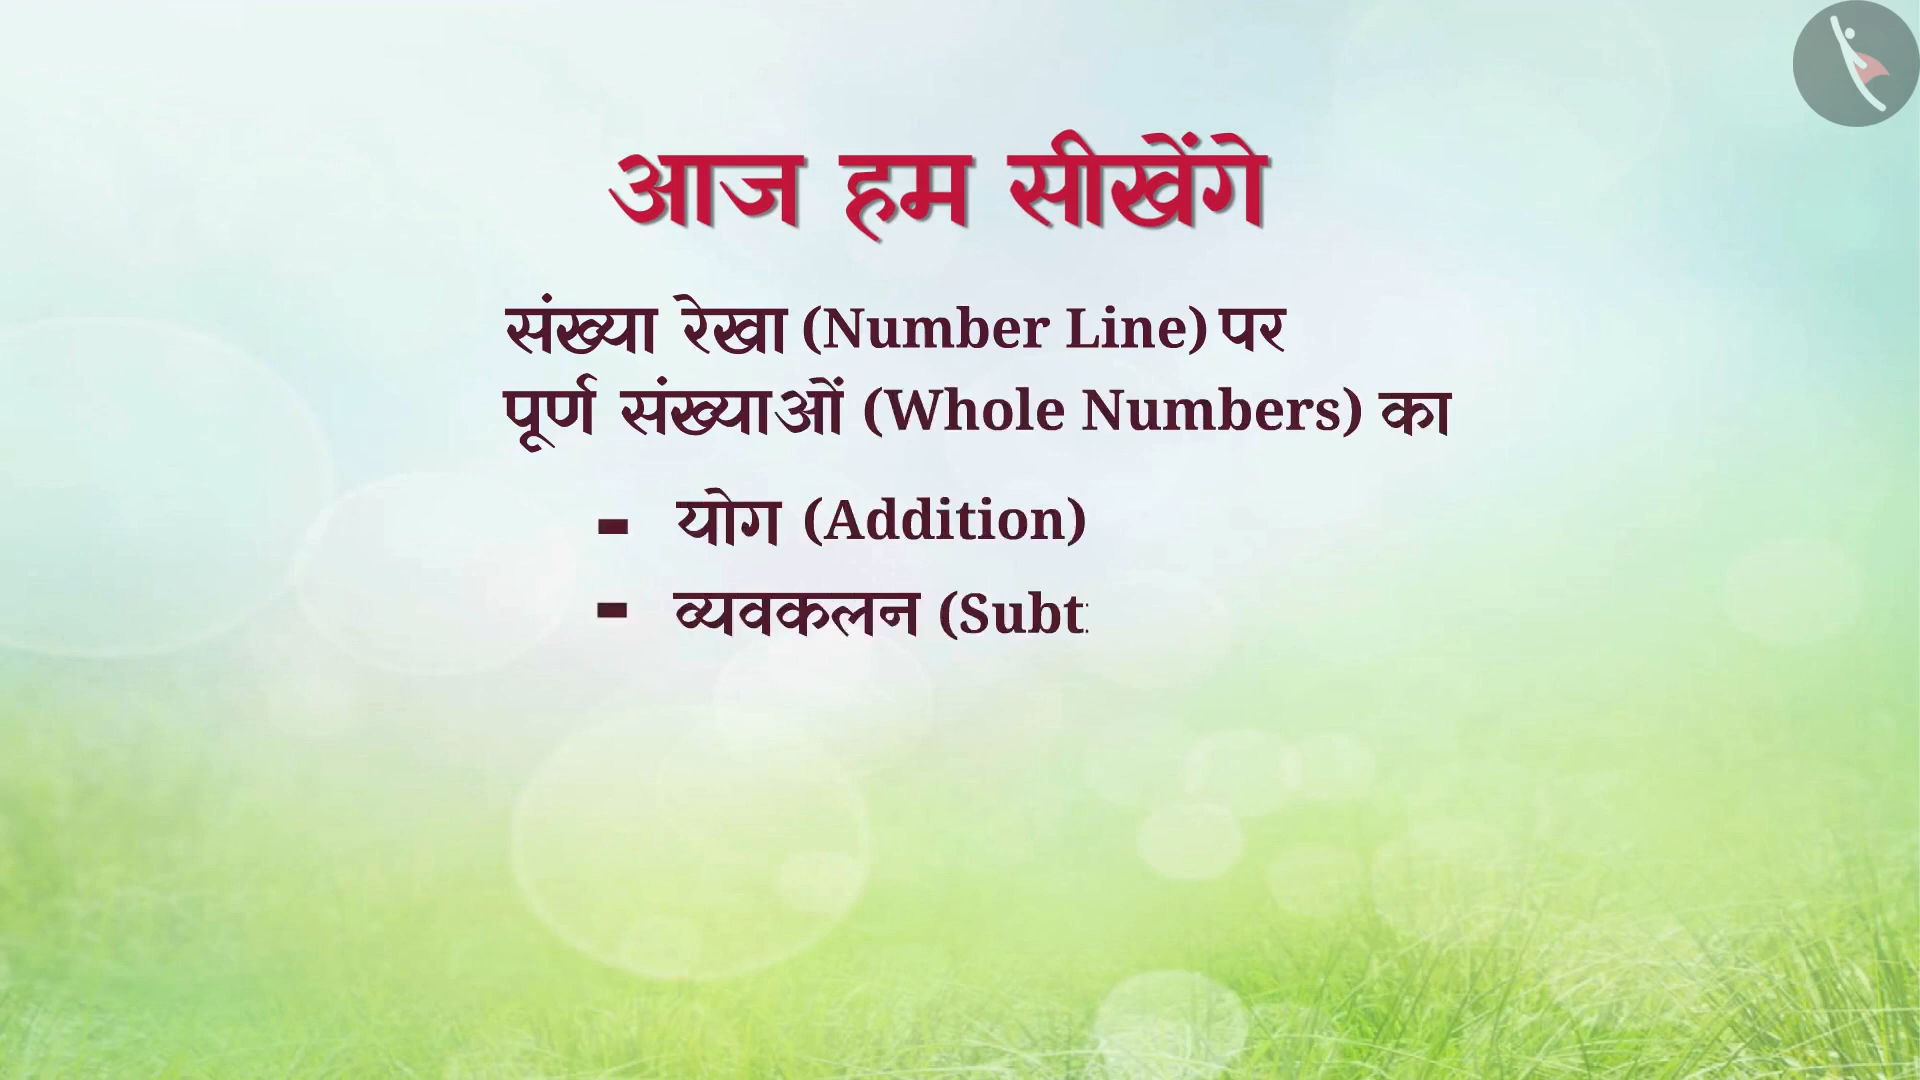 आज हम सीखेंगे
संख्या रेखा (Number Line) पर
पूर्ण संख्याओं (Whole Numbers) का
- योग (Addition)
- व्यवकलन (Subt